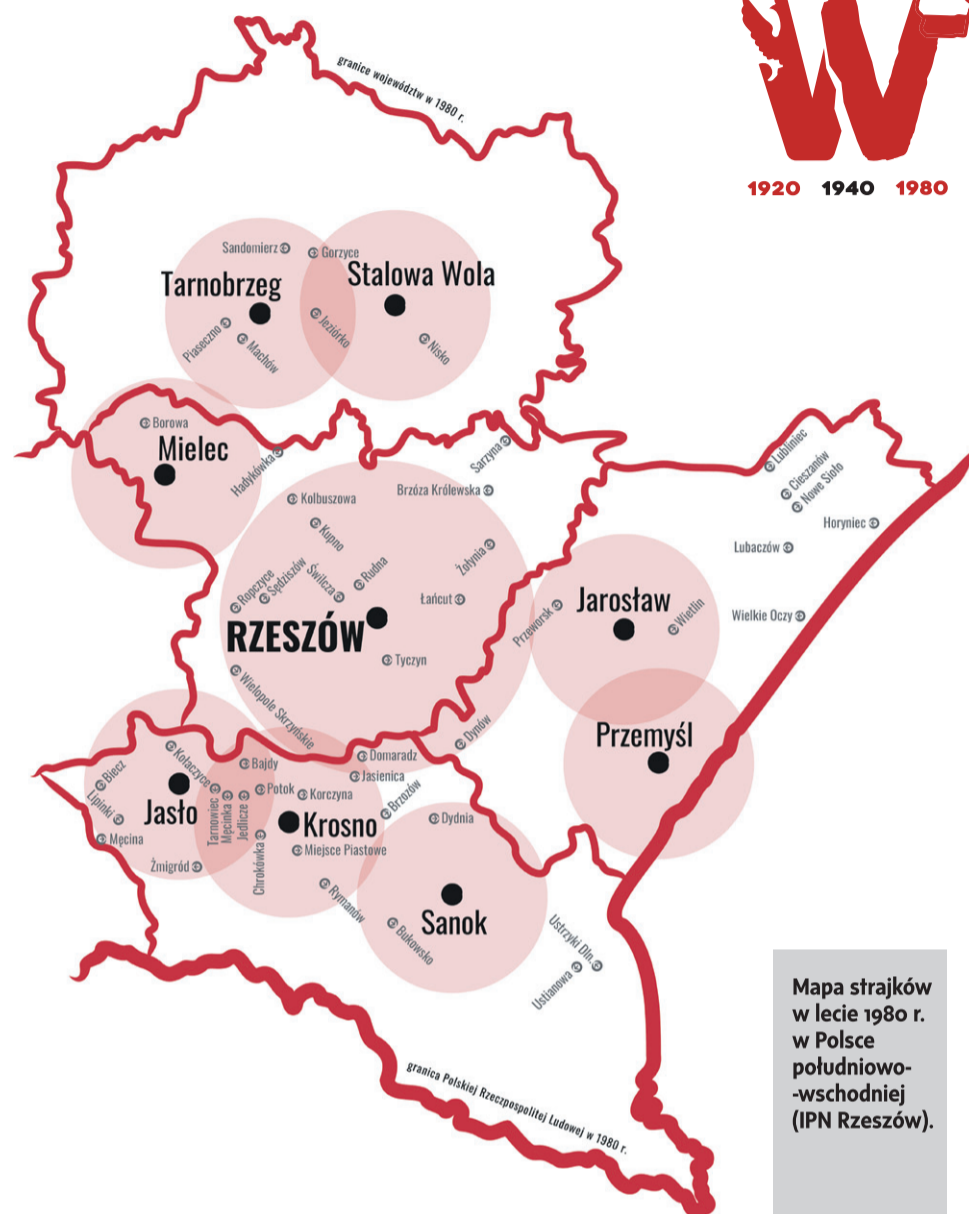 W
1920 1940 1980
granice województw w 1980 r.
Sandomierz
Gorzyce
Tarnobrzeg
Stalowa Wola
Piaseczno
Machów
Jeziórko
Nisko
Borowa
Mielec
Hadykówka
Sarzyna
Brzóza Królewska
Kolbuszowa
Kupno
Żołynia
Ropczyce
Sędziszów
Świlcza
Rudna
Łańcut
RZESZÓW
Tyczyn
Wielopole Skrzyńskie
Lubliniec
Cieszanów
Nowe Sioło
Horyniec
Lubaczów
Wielkie Oczy
Przeworsk
Jarosław
Wietlin
Przemyśl
Dynów
Domaradz
Jasienica
Brzozów
Biecz
Kołaczyce
Bajdy
Lipinki
Jasło
Tarnowiec
Męcinka
Jedlicze
Potok
Korczyna
Krosno
Męcina
Żmigród
Chrokówka
Miejsce Piastowe
Rymanów
Dydnia
Sanok
Bukowsko
Ustrzyki Dln.
Ustianowa
granica Polskiej Rzeczpospolitej Ludowej w 1980 r.
Mapa strajków
w lecie 1980 r.
w Polsce
południowo-
-wschodniej
(IPN Rzeszów).